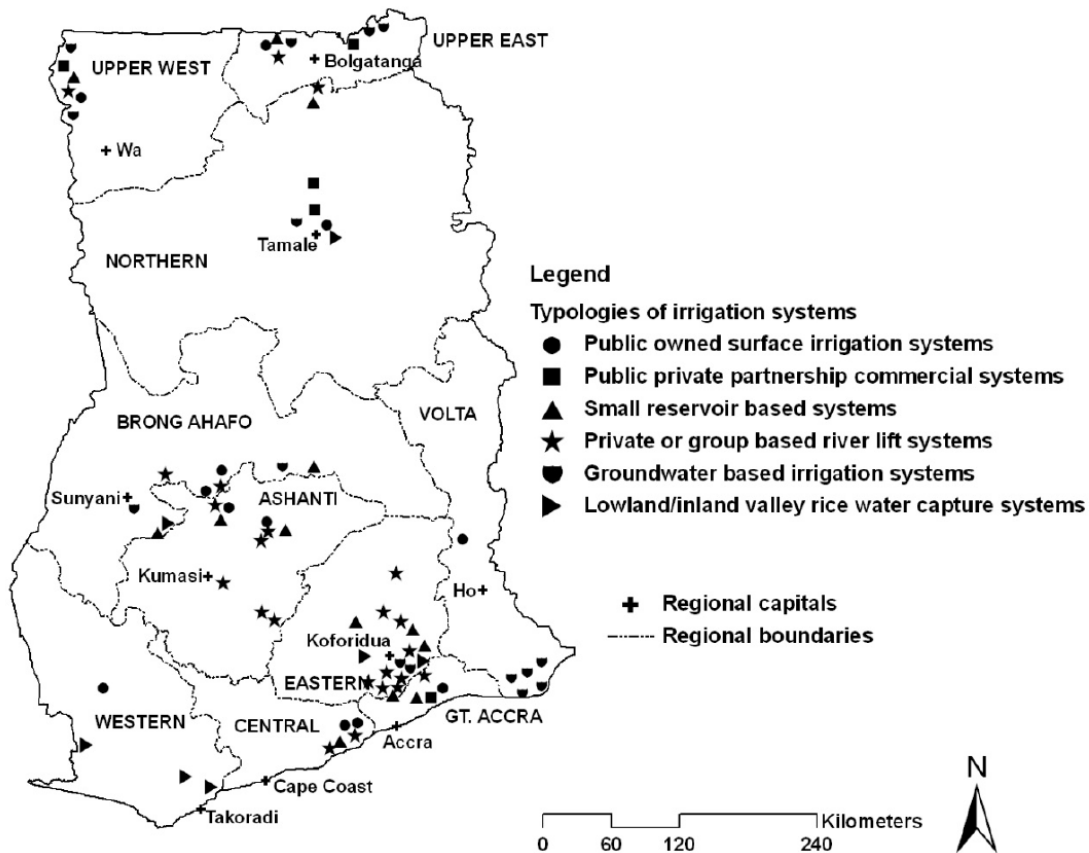 UPPER EAST
Bolgatanga
UPPER WEST
Wa
Tamale
NORTHERN
Legend
Typologies of irrigation systems
Public owned surface irrigation systems
Public private partnership commercial systems
Small reservoir based systems
Private or group based river lift systems
Groundwater based irrigation systems
Lowland/inland valley rice water capture systems
Regional capitals
Regional boundaries
VOLTA
BRONG AHAFO
Sunyani
ASHANTI
Kumasi
Ho
Koforidua
EASTERN
WESTERN
CENTRAL
GT. ACCRA
Accra
Cape Coast
Takoradi
N
Kilometers
0 60 120 240